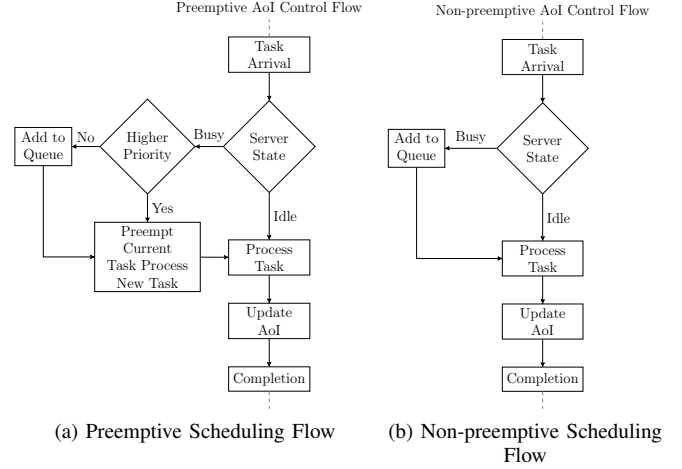 Preemptive AoI Control Flow
Task
Arrival
Server
State
Busy
Higher
Priority
No
Add to
Queue
Yes
Idle
Preempt
Current
Task Process
New Task
Process
Task
Update
AoI
Completion
(a) Preemptive Scheduling Flow
Non-preemptive AoI Control Flow
Task
Arrival
Server
State
Busy
Add to
Queue
Idle
Process
Task
Update
AoI
Completion
(b) Non-preemptive Scheduling
Flow